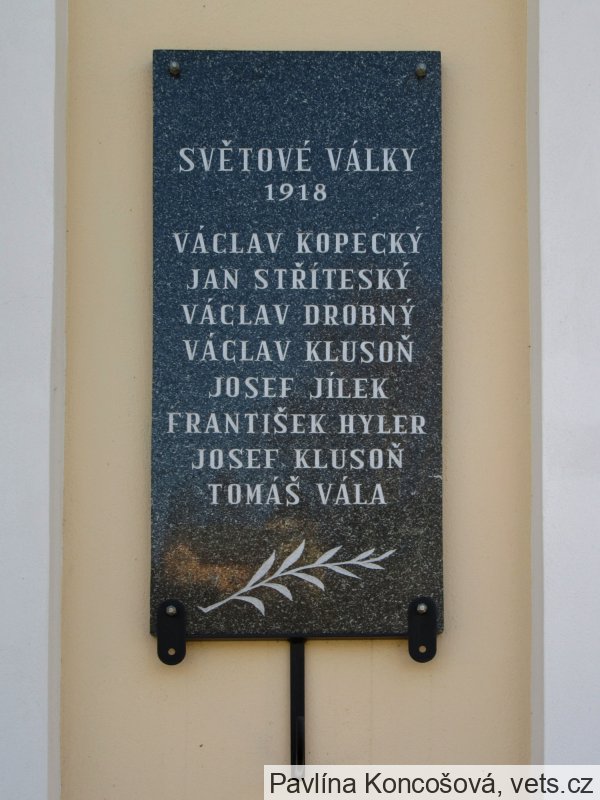 SVĚTOVÉ VÁLKY
1918
VÁCLAV KOPECKÝ
JAN STŘÍTESKÝ
VÁCLAV DROBNÝ
VÁCLAV KLUSOŇ
JOSEF JÍLEK
FRANTIŠEK HYLER
JOSEF KLUSOŇ
TOMÁŠ VÁLA
Pavlína Koncošová, vets.cz